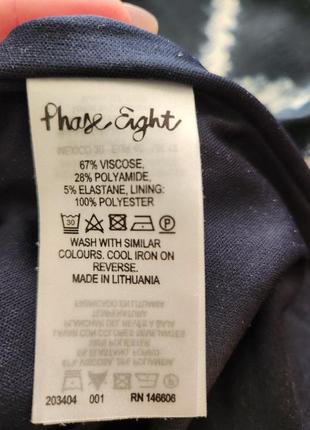 Phase Eight
67% VISCOSE,
28% POLYAMIDE,
5% ELASTANE, LINING:
100% POLYESTER
30
WASH WITH SIMILAR
COLOURS. COOL IRON ON
REVERSE.
MADE IN LITHUANIA
203404 001 RN 146606